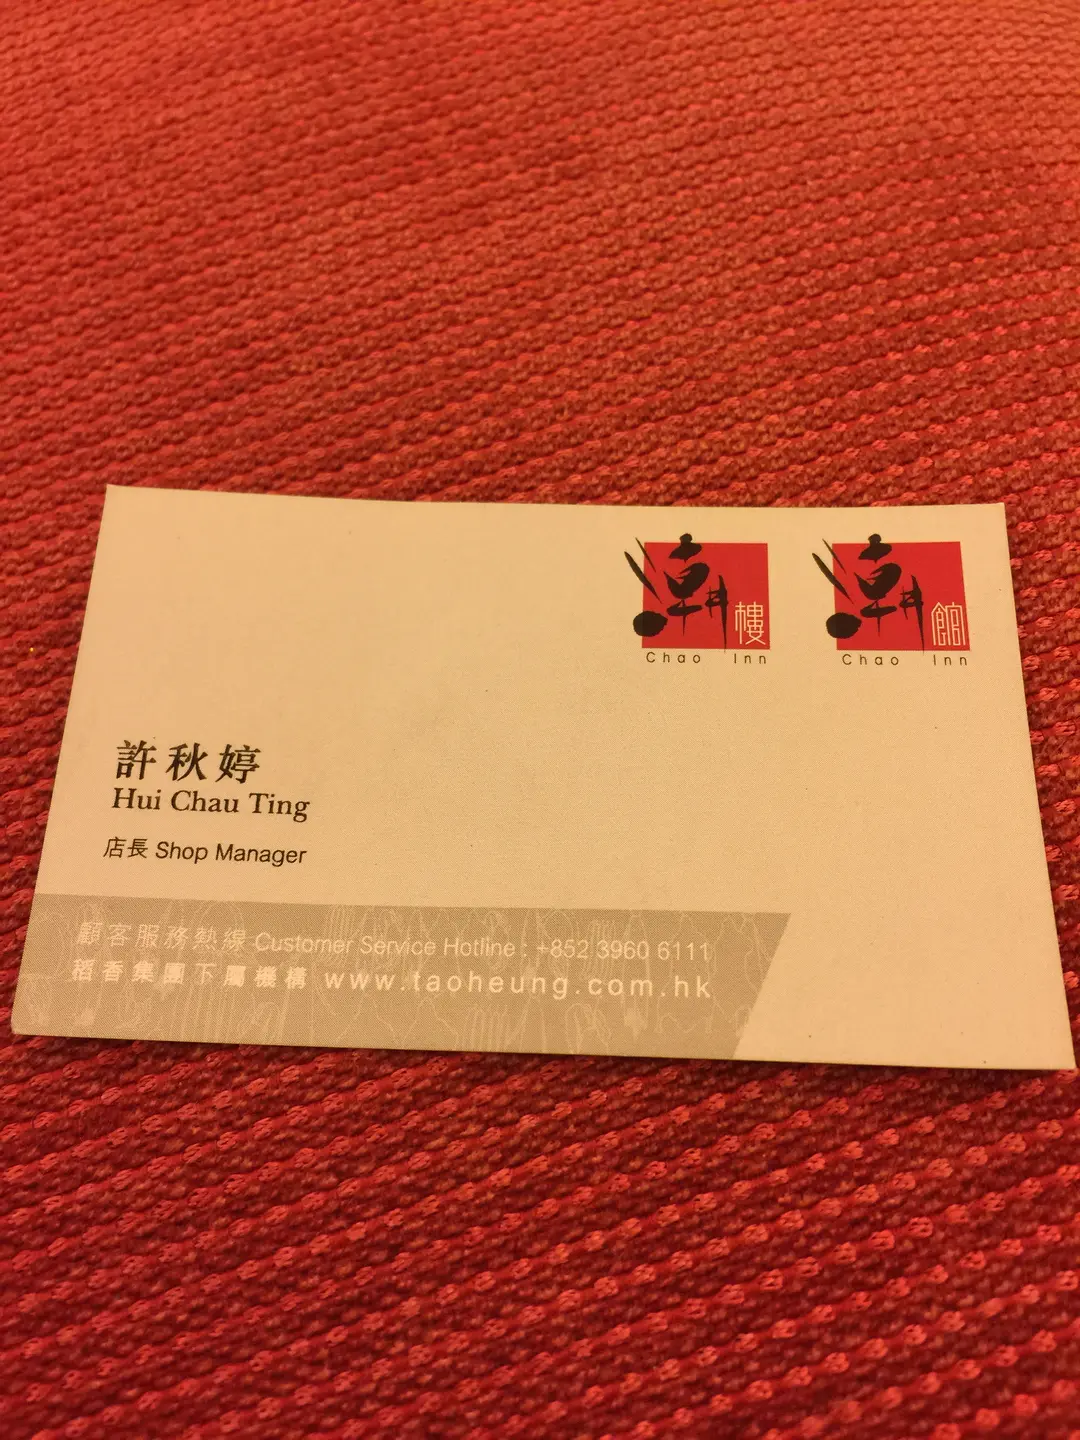 潮樓
Chao Inn
潮館
Chao Inn
許秋婷
Hui Chau Ting
店長 Shop Manager
顧客服務熱線 Customer Service Hotline : +852 3960 6111
稻香集團下屬機構 www.taoheung.com.hk